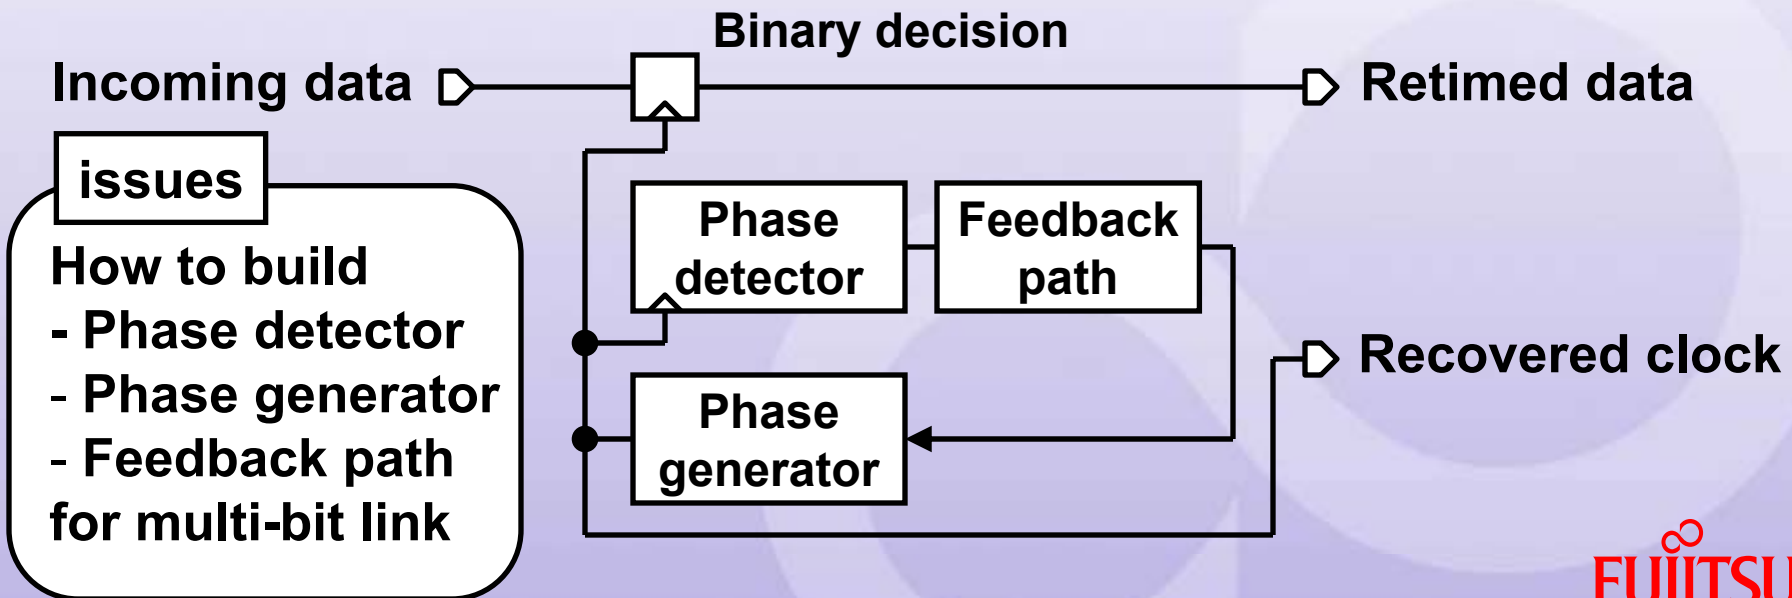 Binary decision
Incoming data
Retimed data
issues
How to build
- Phase detector
- Phase generator
- Feedback path
for multi-bit link
Phase
detector
Feedback
path
Phase
generator
Recovered clock
FUJITSU